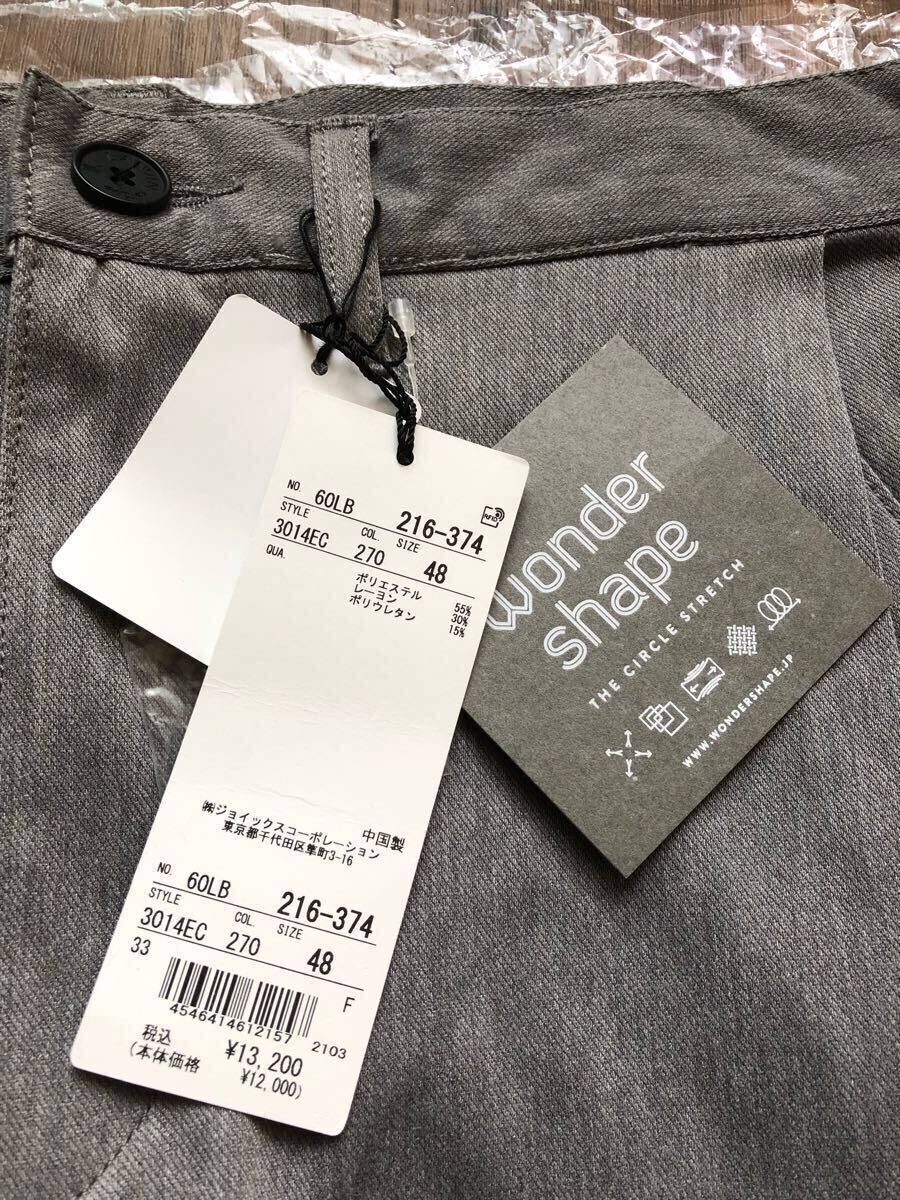 NO. 60LB 216-374
RFID
STYLE COL. SIZE
3014EC 270 48
QUA.
ポリエステル 55%
レーヨン 30%
ポリウレタン 15%
㈱ジョイックスコーポレーション 中国製
東京都千代田区隼町3-16
NO. 60LB 216-374
STYLE COL. SIZE
3014EC 270 48
33
F
4546414612157 2103
税込 ¥13,200
(本体価格 ¥12,000)
wonder
shape
THE CIRCLE STRETCH
WWW.WONDERSHAPE.JP